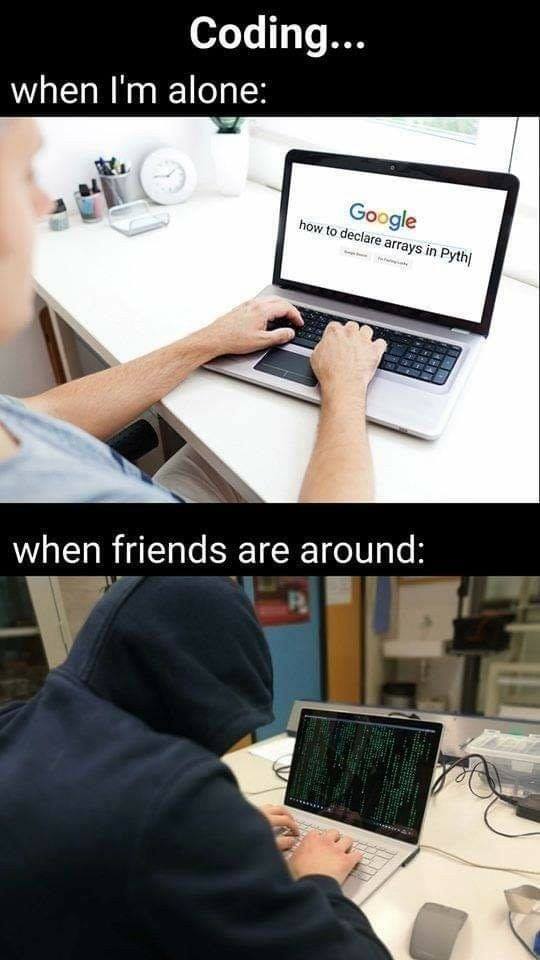 Coding...
when I'm alone:
Google
how to declare arrays in Pyth|
when friends are around: